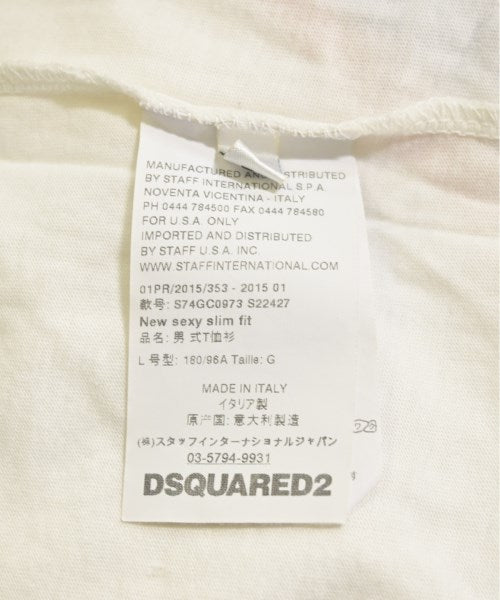 MANUFACTURED AND DISTRIBUTED
BY STAFF INTERNATIONAL S.P.A.
NOVENTA VICENTINA - ITALY
PH 0444 784500 FAX 0444 784580
FOR U.S.A. ONLY
IMPORTED AND DISTRIBUTED
BY STAFF U.S.A. INC.
WWW.STAFFINTERNATIONAL.COM
01PR/2015/353 - 2015 01
款号: S74GC0973 S22427
New sexy slim fit
品名: 男 式T恤衫
L 号型: 180/96A Taille: G
MADE IN ITALY
イタリア製
原产国: 意大利製造
(株)スタッフインターナショナルジャパン
03-5794-9931
DSQUARED2